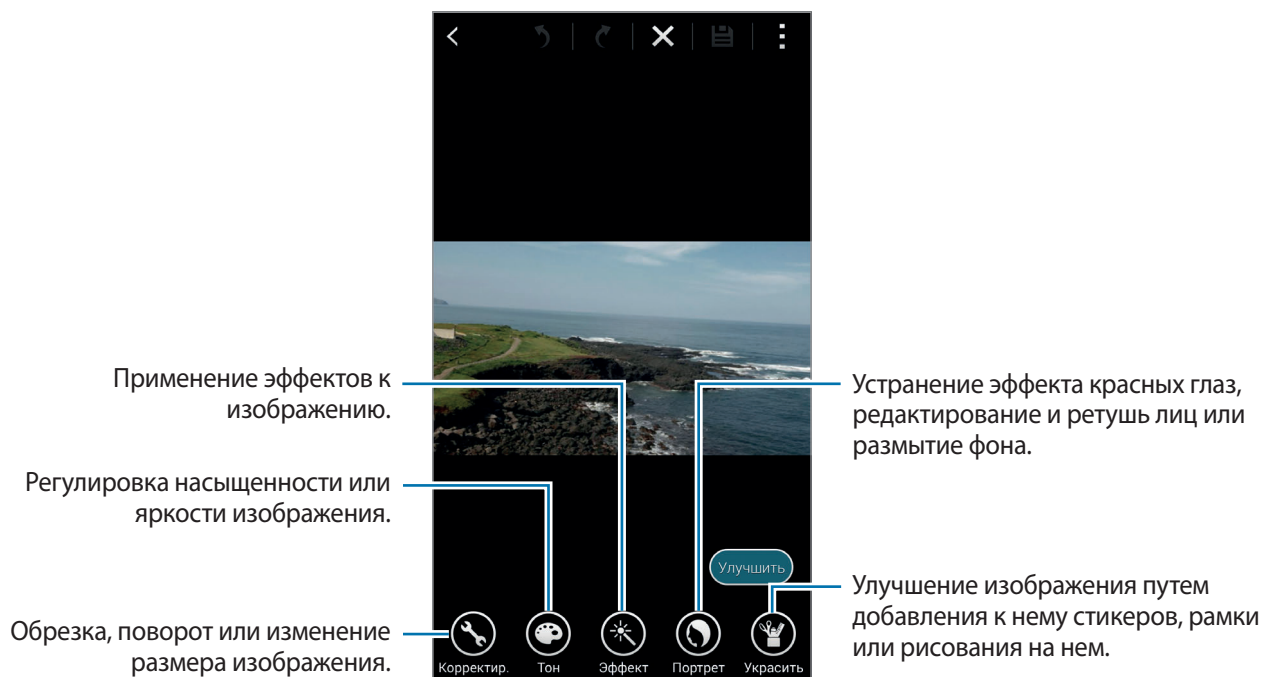 Применение эффектов к
изображению.
Регулировка насыщенности или
яркости изображения.
Обрезка, поворот или изменение
размера изображения.
Устранение эффекта красных глаз,
редактирование и ретушь лиц или
размытие фона.
Улучшить
Улучшение изображения путем
добавления к нему стикеров, рамки
или рисования на нем.
Корректир.
Тон
Эффект
Портрет
Украсить